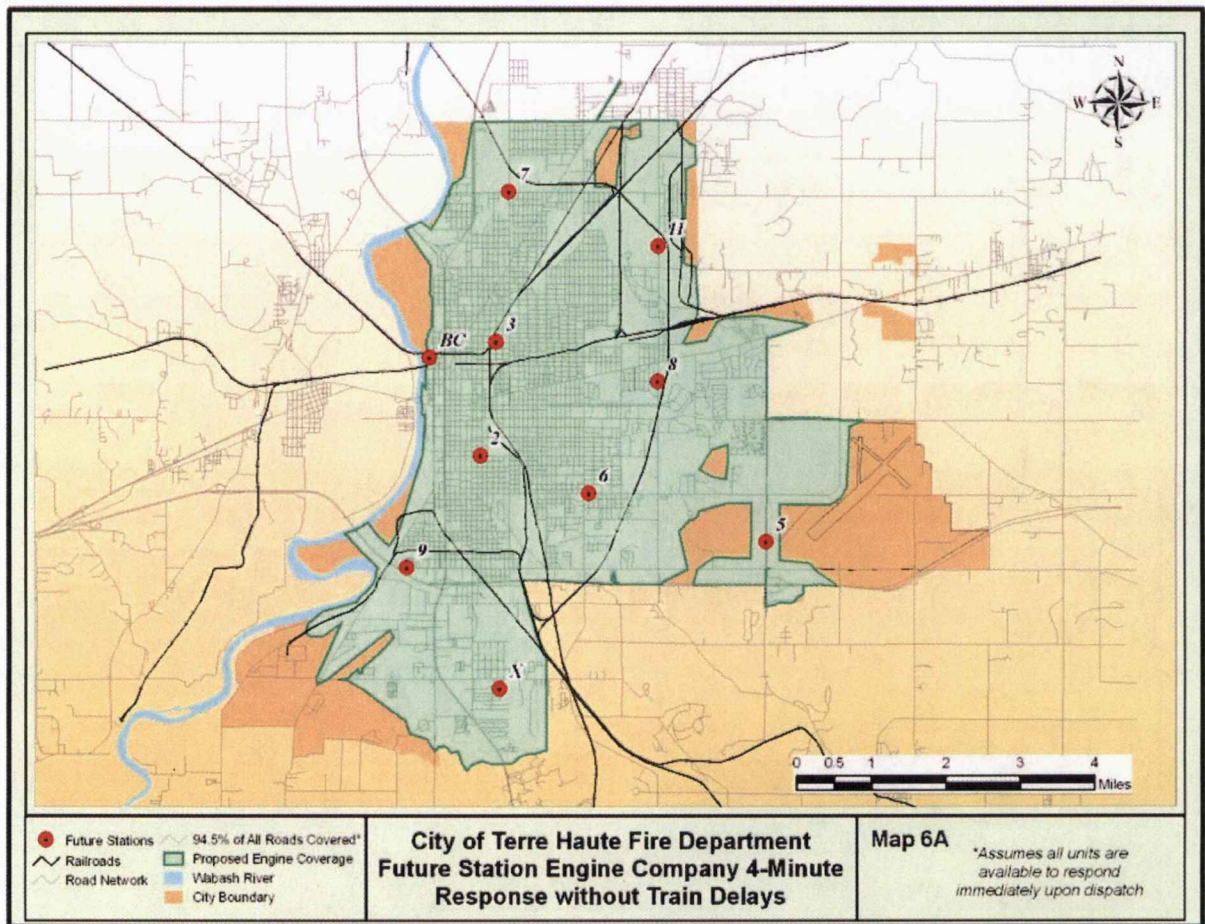 N
W E
S
7
11
3
BC
8
2
6
5
9
X
0 0.5 1 2 3 4
Miles
Future Stations
Railroads
Road Network
94.5% of All Roads Covered*
Proposed Engine Coverage
Wabash River
City Boundary
City of Terre Haute Fire Department
Future Station Engine Company 4-Minute
Response without Train Delays
Map 6A
*Assumes all units are
available to respond
immediately upon dispatch